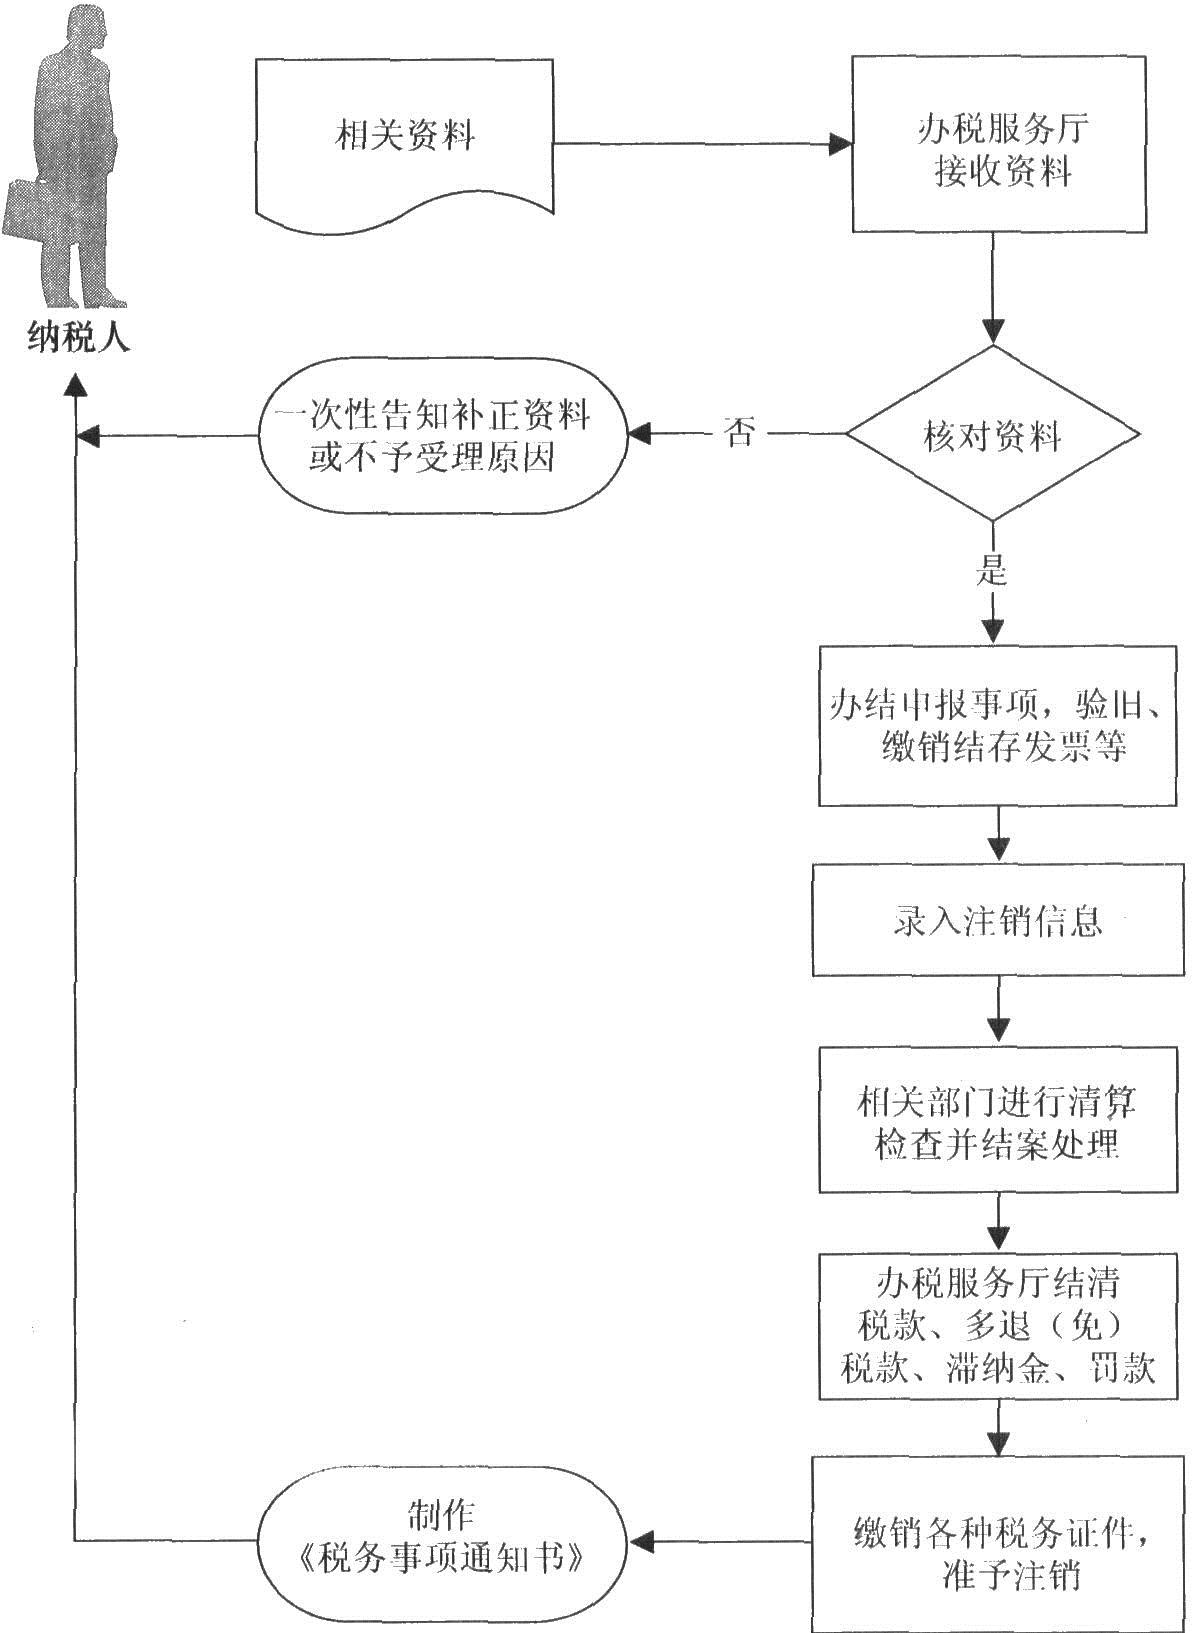 相关资料
办税服务厅
接收资料
纳税人
一次性告知补正资料
或不予受理原因
否
核对资料
是
办结申报事项，验旧、
缴销结存发票等
录入注销信息
相关部门进行清算
检查并结案处理
办税服务厅结清
税款、多退（免）
税款、滞纳金、罚款
制作
《税务事项通知书》
缴销各种税务证件，
准予注销